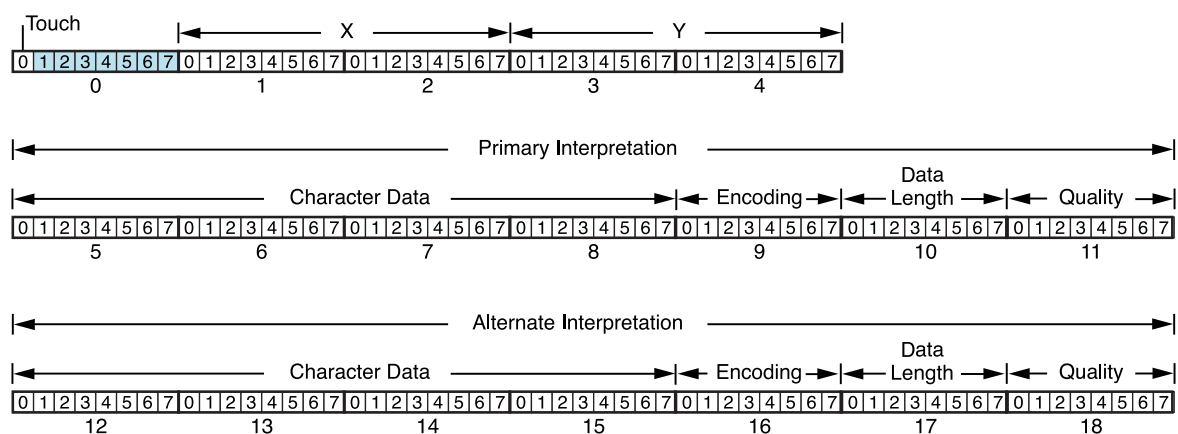 Touch
X Y
0 1 2 3 4 5 6 7 0 1 2 3 4 5 6 7 0 1 2 3 4 5 6 7 0 1 2 3 4 5 6 7 0 1 2 3 4 5 6 7
0 1 2 3 4
Primary Interpretation
Character Data Encoding Data Length Quality
0 1 2 3 4 5 6 7 0 1 2 3 4 5 6 7 0 1 2 3 4 5 6 7 0 1 2 3 4 5 6 7 0 1 2 3 4 5 6 7 0 1 2 3 4 5 6 7 0 1 2 3 4 5 6 7
5 6 7 8 9 10 11
Alternate Interpretation
Character Data Encoding Data Length Quality
0 1 2 3 4 5 6 7 0 1 2 3 4 5 6 7 0 1 2 3 4 5 6 7 0 1 2 3 4 5 6 7 0 1 2 3 4 5 6 7 0 1 2 3 4 5 6 7 0 1 2 3 4 5 6 7
12 13 14 15 16 17 18